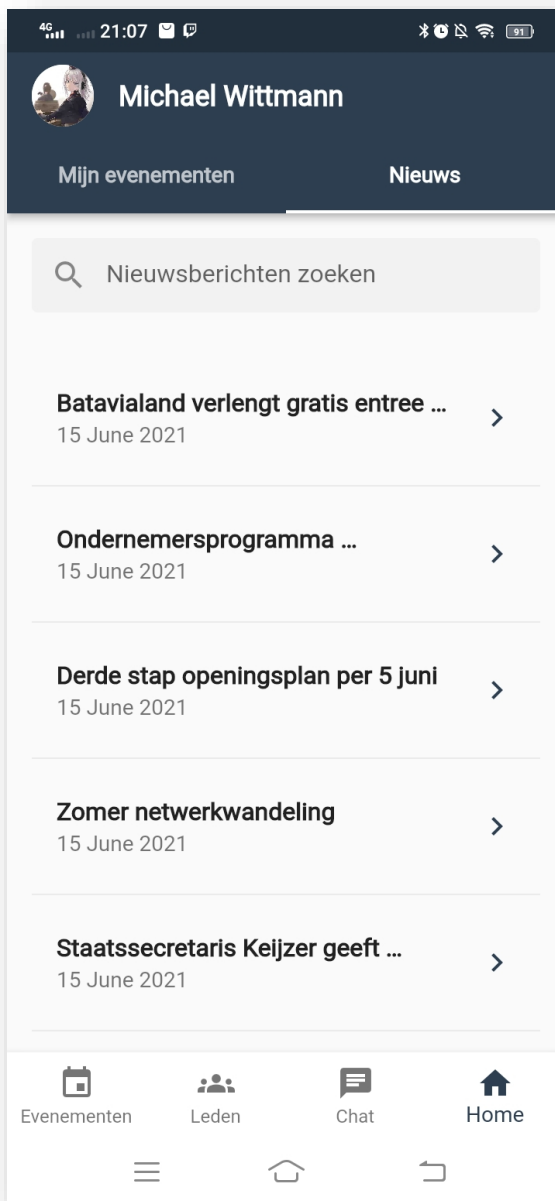 4G 21:07 91
Michael Wittmann
Mijn evenementen Nieuws
Nieuwsberichten zoeken
Batavialand verlengt gratis entree ...
15 June 2021
Ondernemersprogramma ...
15 June 2021
Derde stap openingsplan per 5 juni
15 June 2021
Zomer netwerkwandeling
15 June 2021
Staatssecretaris Keijzer geeft ...
15 June 2021
Evenementen Leden Chat Home